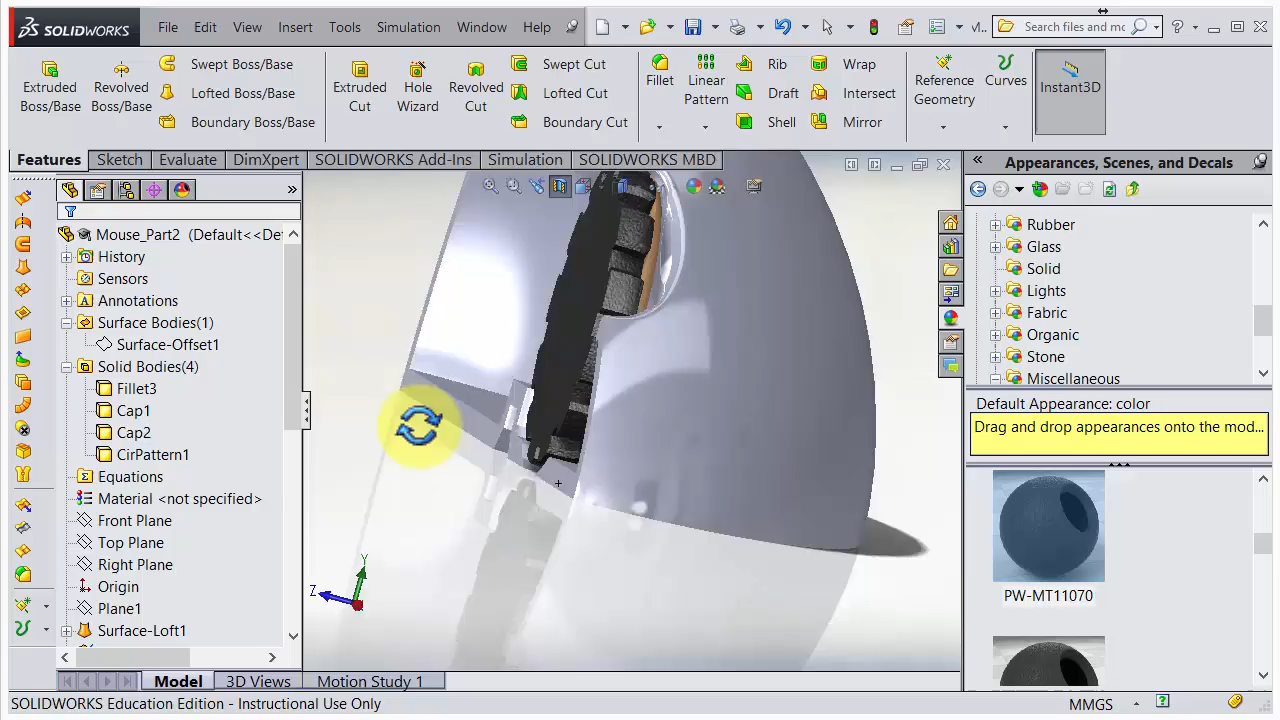 SOLIDWORKS File Edit View Insert Tools Simulation Window Help Search files and mo
Extruded Boss/Base
Revolved Boss/Base
Swept Boss/Base
Lofted Boss/Base
Boundary Boss/Base
Extruded Cut
Hole Wizard
Revolved Cut
Swept Cut
Lofted Cut
Boundary Cut
Fillet
Linear Pattern
Rib
Draft
Shell
Wrap
Intersect
Mirror
Reference Geometry
Curves
Instant3D
Features Sketch Evaluate DimXpert SOLIDWORKS Add-Ins Simulation SOLIDWORKS MBD
Mouse_Part2 (Default<<De
History
Sensors
Annotations
Surface Bodies(1)
Surface-Offset1
Solid Bodies(4)
Fillet3
Cap1
Cap2
CirPattern1
Equations
Material <not specified>
Front Plane
Top Plane
Right Plane
Origin
Plane1
Surface-Loft1
Y
Z
Appearances, Scenes, and Decals
Rubber
Glass
Solid
Lights
Fabric
Organic
Stone
Miscellaneous
Default Appearance: color
Drag and drop appearances onto the mod...
PW-MT11070
Model 3D Views Motion Study 1
SOLIDWORKS Education Edition - Instructional Use Only MMGS